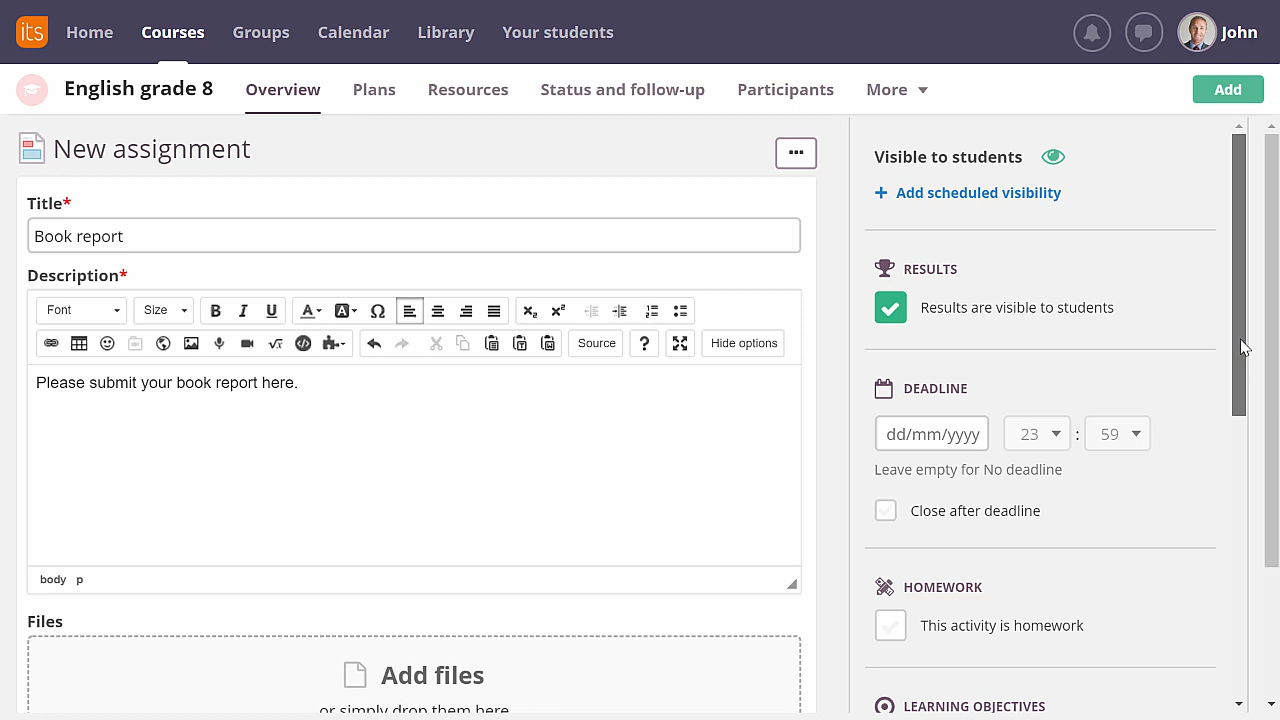 its Home Courses Groups Calendar Library Your students John
English grade 8 Overview Plans Resources Status and follow-up Participants More Add
New assignment
Title*
Book report
Description*
Font Size B I U A A Ω
Source ? Hide options
Please submit your book report here.
body p
Files
Add files
or simply drop them here
Visible to students
+ Add scheduled visibility
RESULTS
Results are visible to students
DEADLINE
dd/mm/yyyy 23 : 59
Leave empty for No deadline
Close after deadline
HOMEWORK
This activity is homework
LEARNING OBJECTIVES